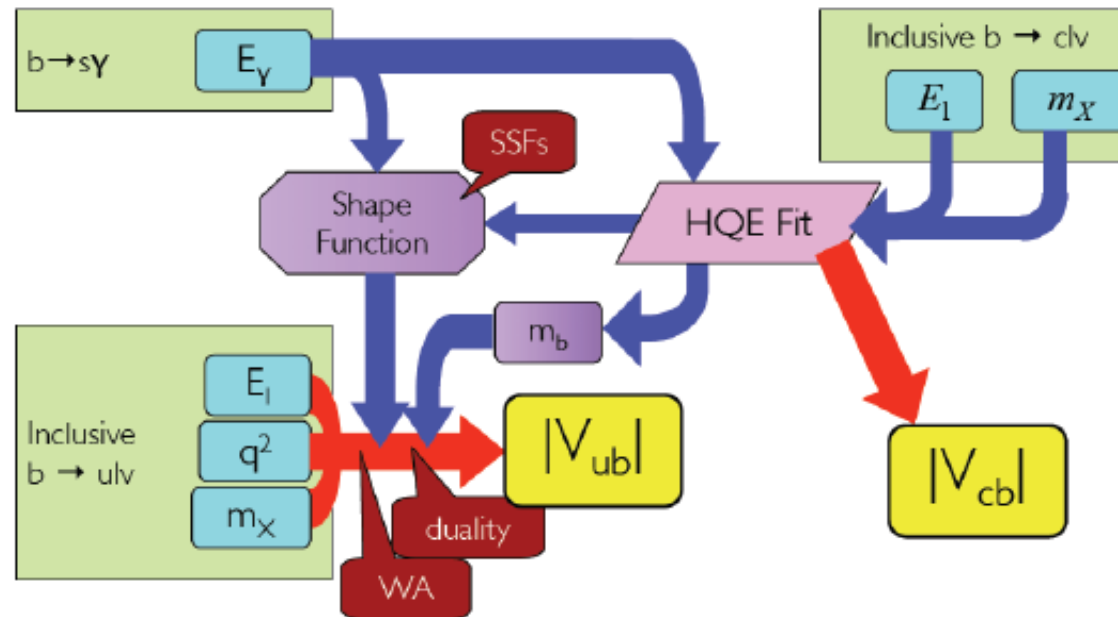 b→sγ
E_γ
Inclusive b → clν
E_l
m_X
SSFs
Shape
Function
HQE Fit
m_b
Inclusive
b → ulν
E_l
q²
m_X
|V_ub|
|V_cb|
duality
WA